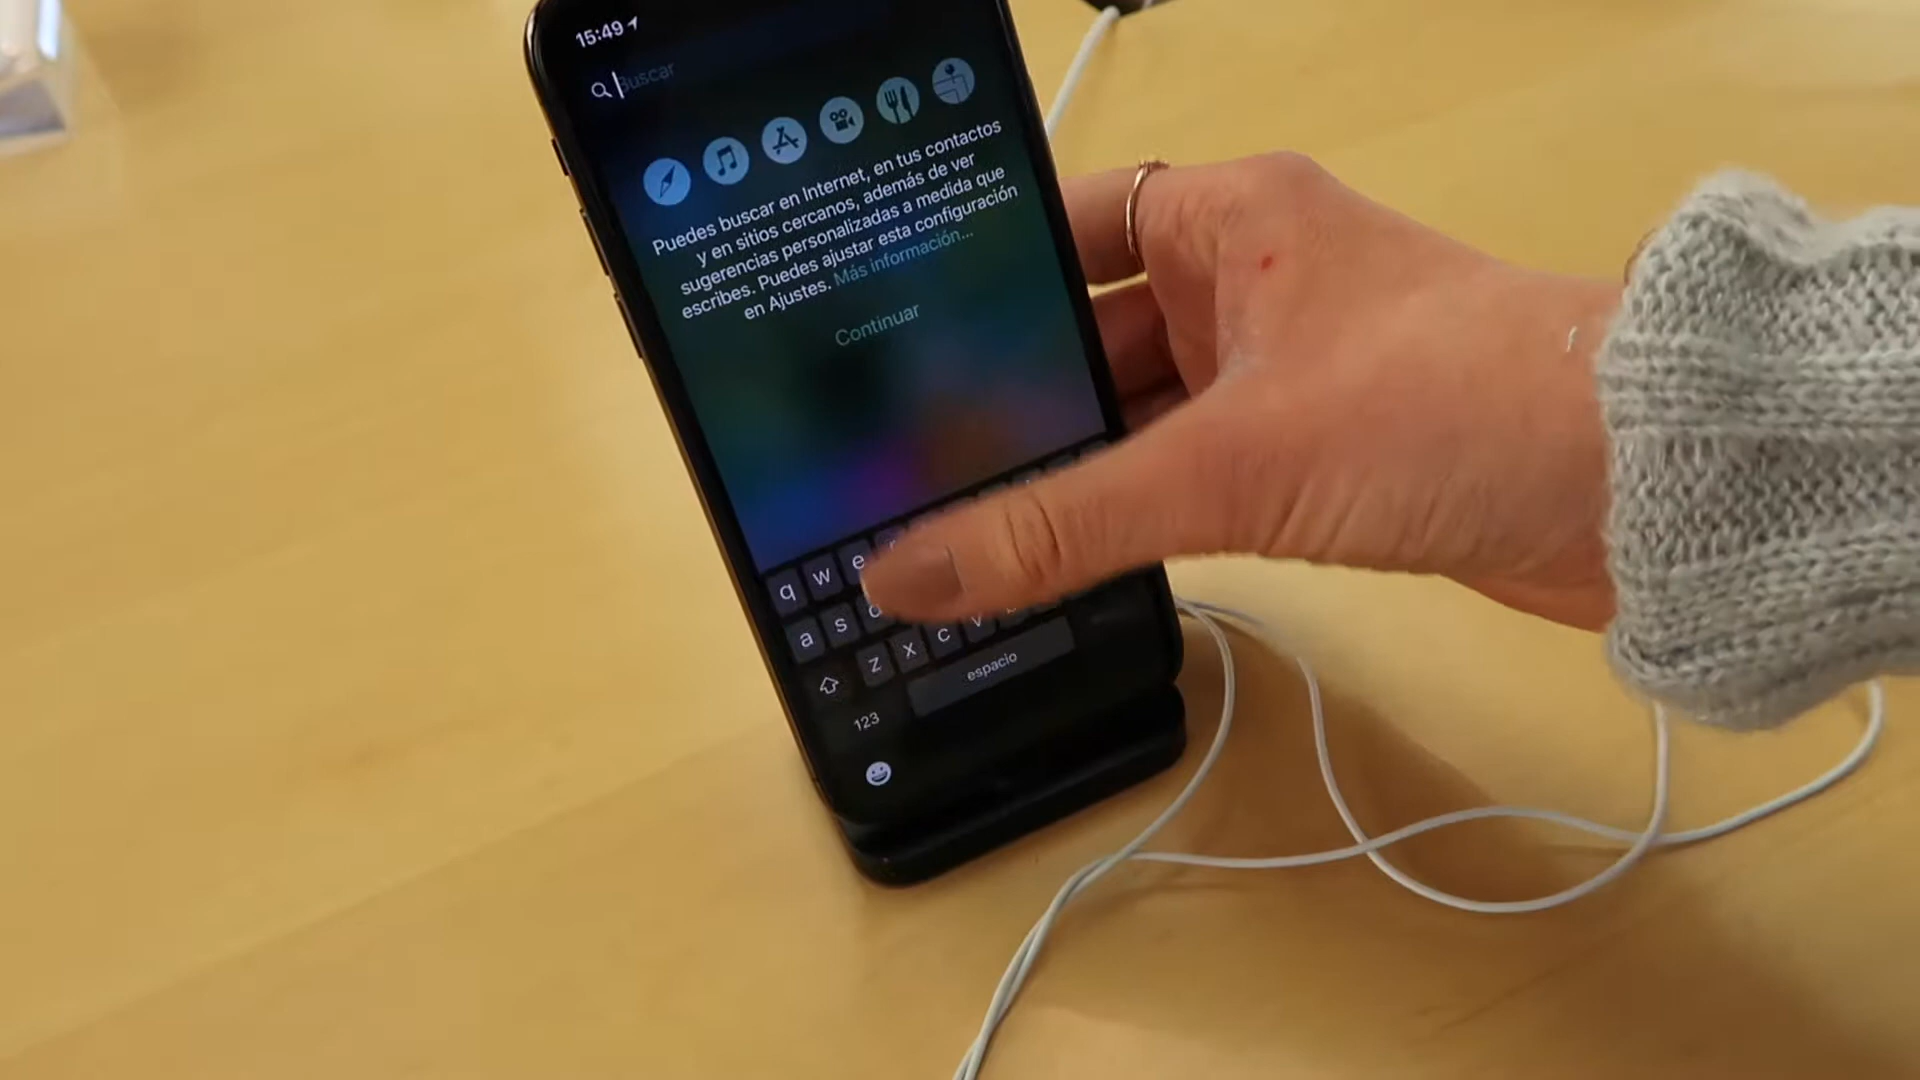 15:49
Buscar
Puedes buscar en Internet, en tus contactos
y en sitios cercanos, además de ver
sugerencias personalizadas a medida que
escribes. Puedes ajustar esta configuración
en Ajustes. Más información...
Continuar
q w e
a s
z x c v
123 espacio